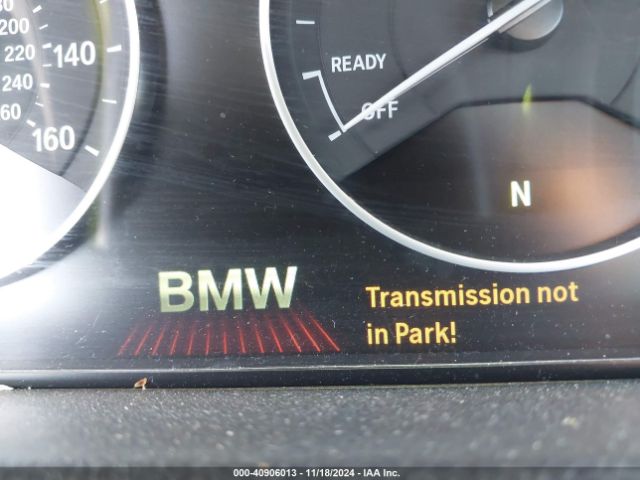 200
220
140
240
160
READY
OFF
N
BMW
Transmission not
in Park!
000-40906013 - 11/18/2024 - IAA Inc.